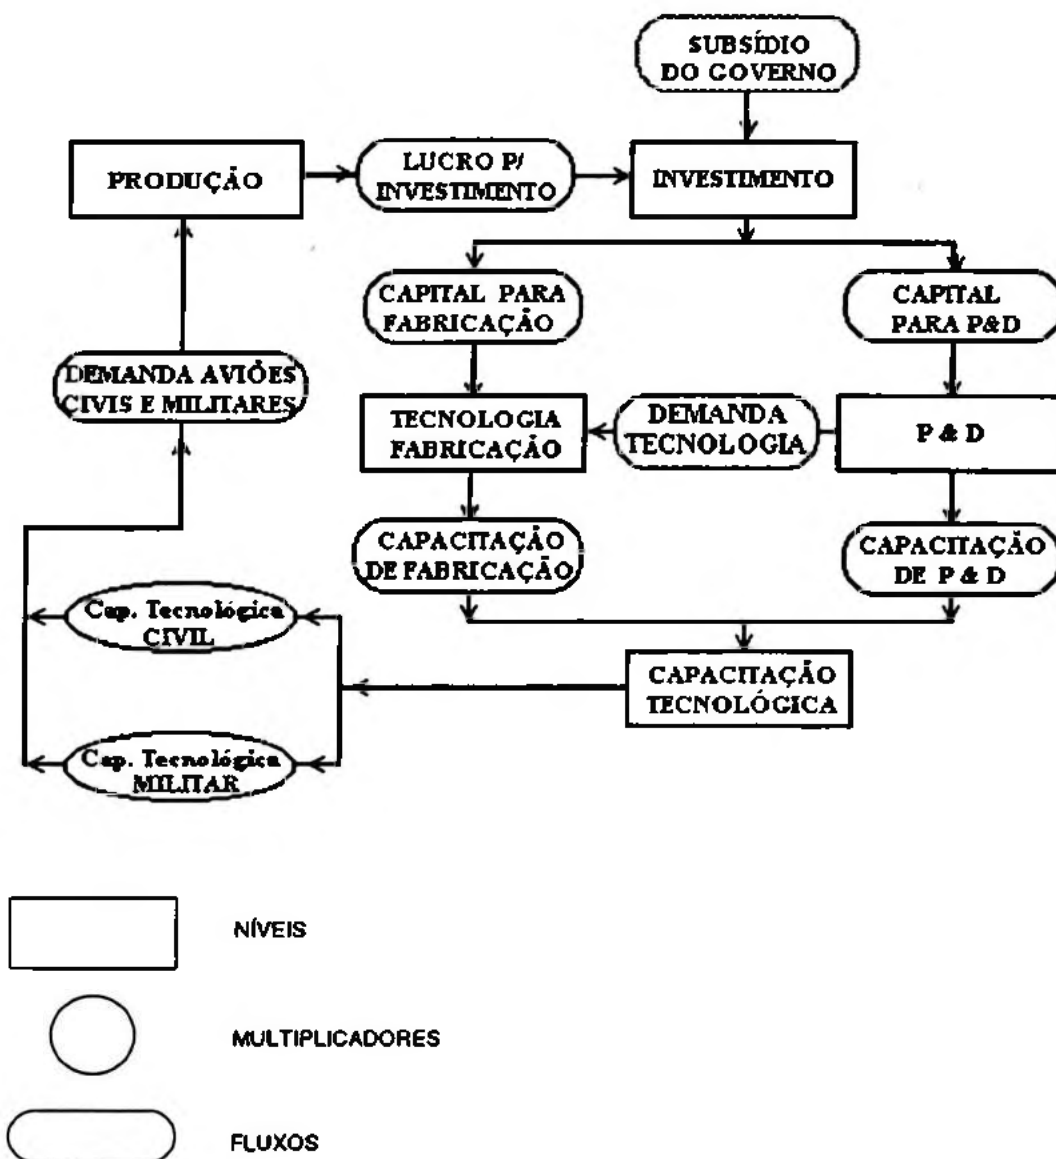 SUBSÍDIO
DO GOVERNO
PRODUÇÃO
LUCRO P/
INVESTIMENTO
INVESTIMENTO
CAPITAL PARA
FABRICAÇÃO
CAPITAL
PARA P&D
DEMANDA AVIÕES
CIVIS E MILITARES
TECNOLOGIA
FABRICAÇÃO
DEMANDA
TECNOLOGIA
P & D
CAPACITAÇÃO
DE FABRICAÇÃO
CAPACITAÇÃO
DE P & D
Cap. Tecnológica
CIVIL
CAPACITAÇÃO
TECNOLÓGICA
Cap. Tecnológica
MILITAR
NÍVEIS
MULTIPLICADORES
FLUXOS